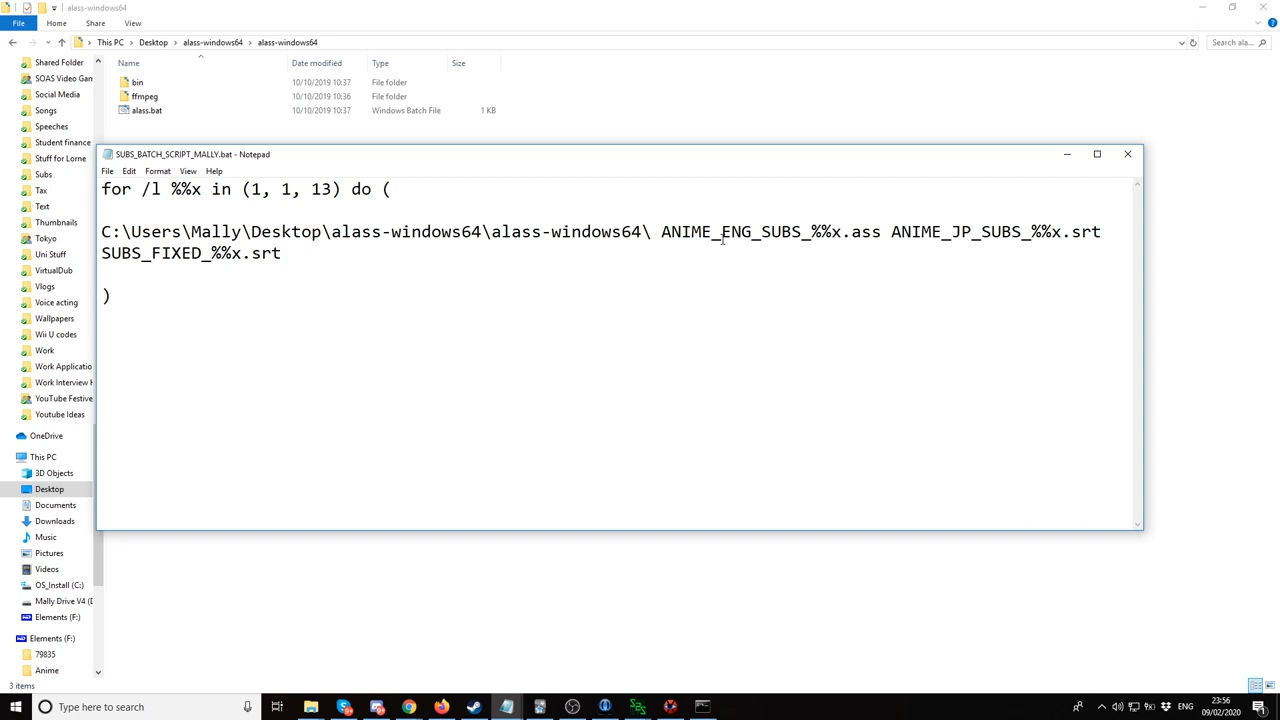 alass-windows64
File
Home
Share
View
This PC
Desktop
alass-windows64
alass-windows64
Search ala...
Name
Date modified
Type
Size
bin
10/10/2019 10:37
File folder
ffmpeg
10/10/2019 10:36
File folder
alass.bat
10/10/2019 10:37
Windows Batch File
1 KB
Shared Folder
SOAS Video Gam
Social Media
Songs
Speeches
Student finance
Stuff for Lorne
Subs
Tax
Text
Thumbnails
Tokyo
Uni Stuff
VirtualDub
Vlogs
Voice acting
Wallpapers
Wii U codes
Work
Work Applicatio
Work Interview H
YouTube Festive
Youtube Ideas
OneDrive
This PC
3D Objects
Desktop
Documents
Downloads
Music
Pictures
Videos
OS_Install (C:)
Mally Drive V4 (D
Elements (F:)
Elements (F:)
79835
Anime
3 items
SUBS_BATCH_SCRIPT_MALLY.bat - Notepad
File Edit Format View Help
for /l %%x in (1, 1, 13) do (
C:\Users\Mally\Desktop\alass-windows64\alass-windows64\ ANIME_ENG_SUBS_%%x.ass ANIME_JP_SUBS_%%x.srt
SUBS_FIXED_%%x.srt
)
Type here to search
ENG
23:56
09/02/2020